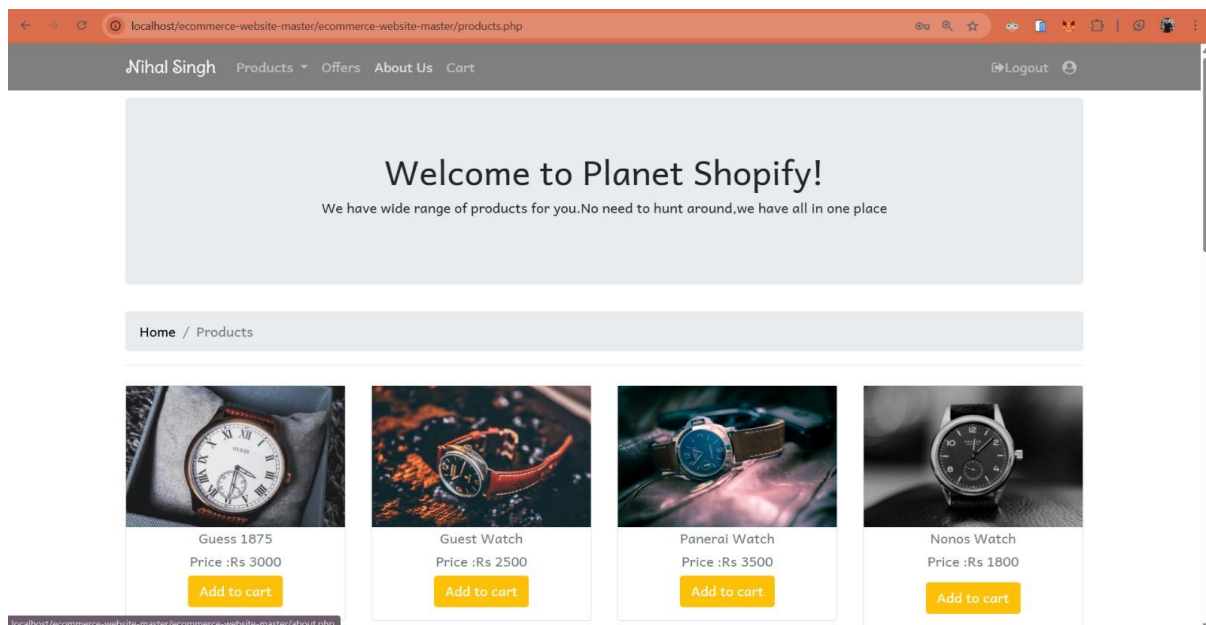 localhost/ecommerce-website-master/ecommerce-website-master/products.php
Nihal Singh Products Offers About Us Cart Logout
Welcome to Planet Shopify!
We have wide range of products for you.No need to hunt around,we have all in one place
Home / Products
XI XII I
GUESS
12
Guess 1875 Guest Watch Panerai Watch Nonos Watch
Price :Rs 3000 Price :Rs 2500 Price :Rs 3500 Price :Rs 1800
Add to cart Add to cart Add to cart Add to cart
localhost/ecommerce-website-master/ecommerce-website-master/about.php